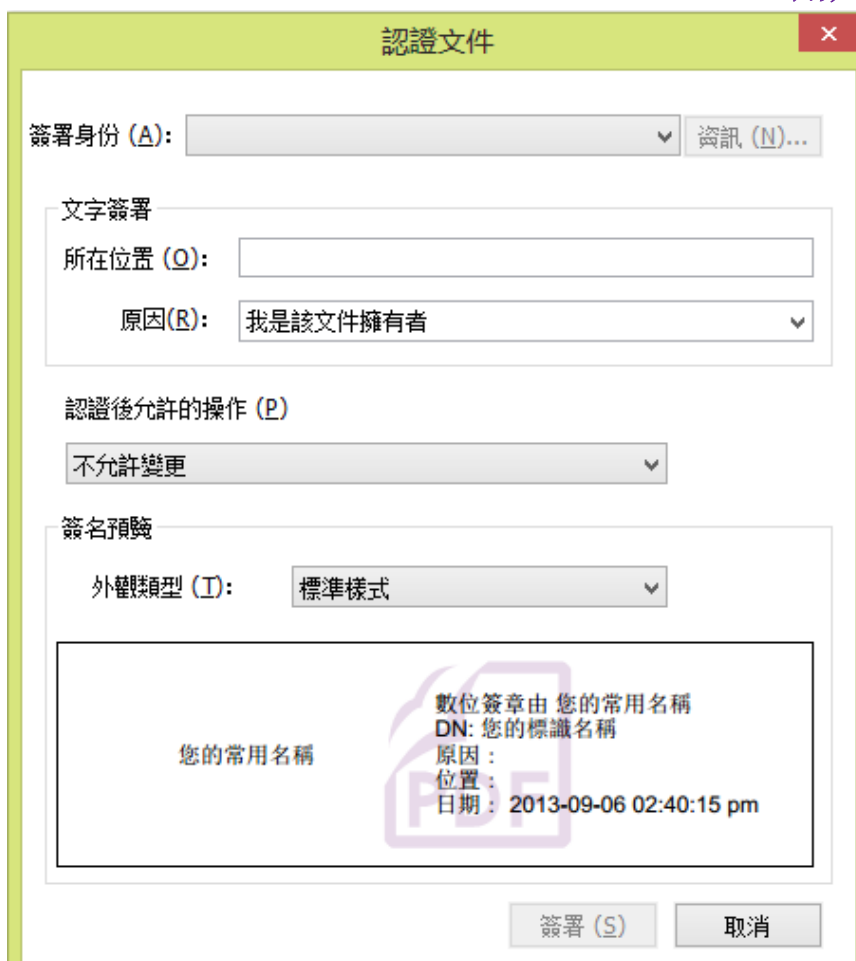 認證文件
簽署身份 (A):
資訊 (N)...
文字簽署
所在位置 (O):
原因(R): 我是該文件擁有者
認證後允許的操作 (P)
不允許變更
簽名預覽
外觀類型 (T): 標準樣式
您的常用名稱
數位簽章由 您的常用名稱
DN: 您的標識名稱
原因：
位置：
日期： 2013-09-06 02:40:15 pm
PDF
簽署 (S)
取消